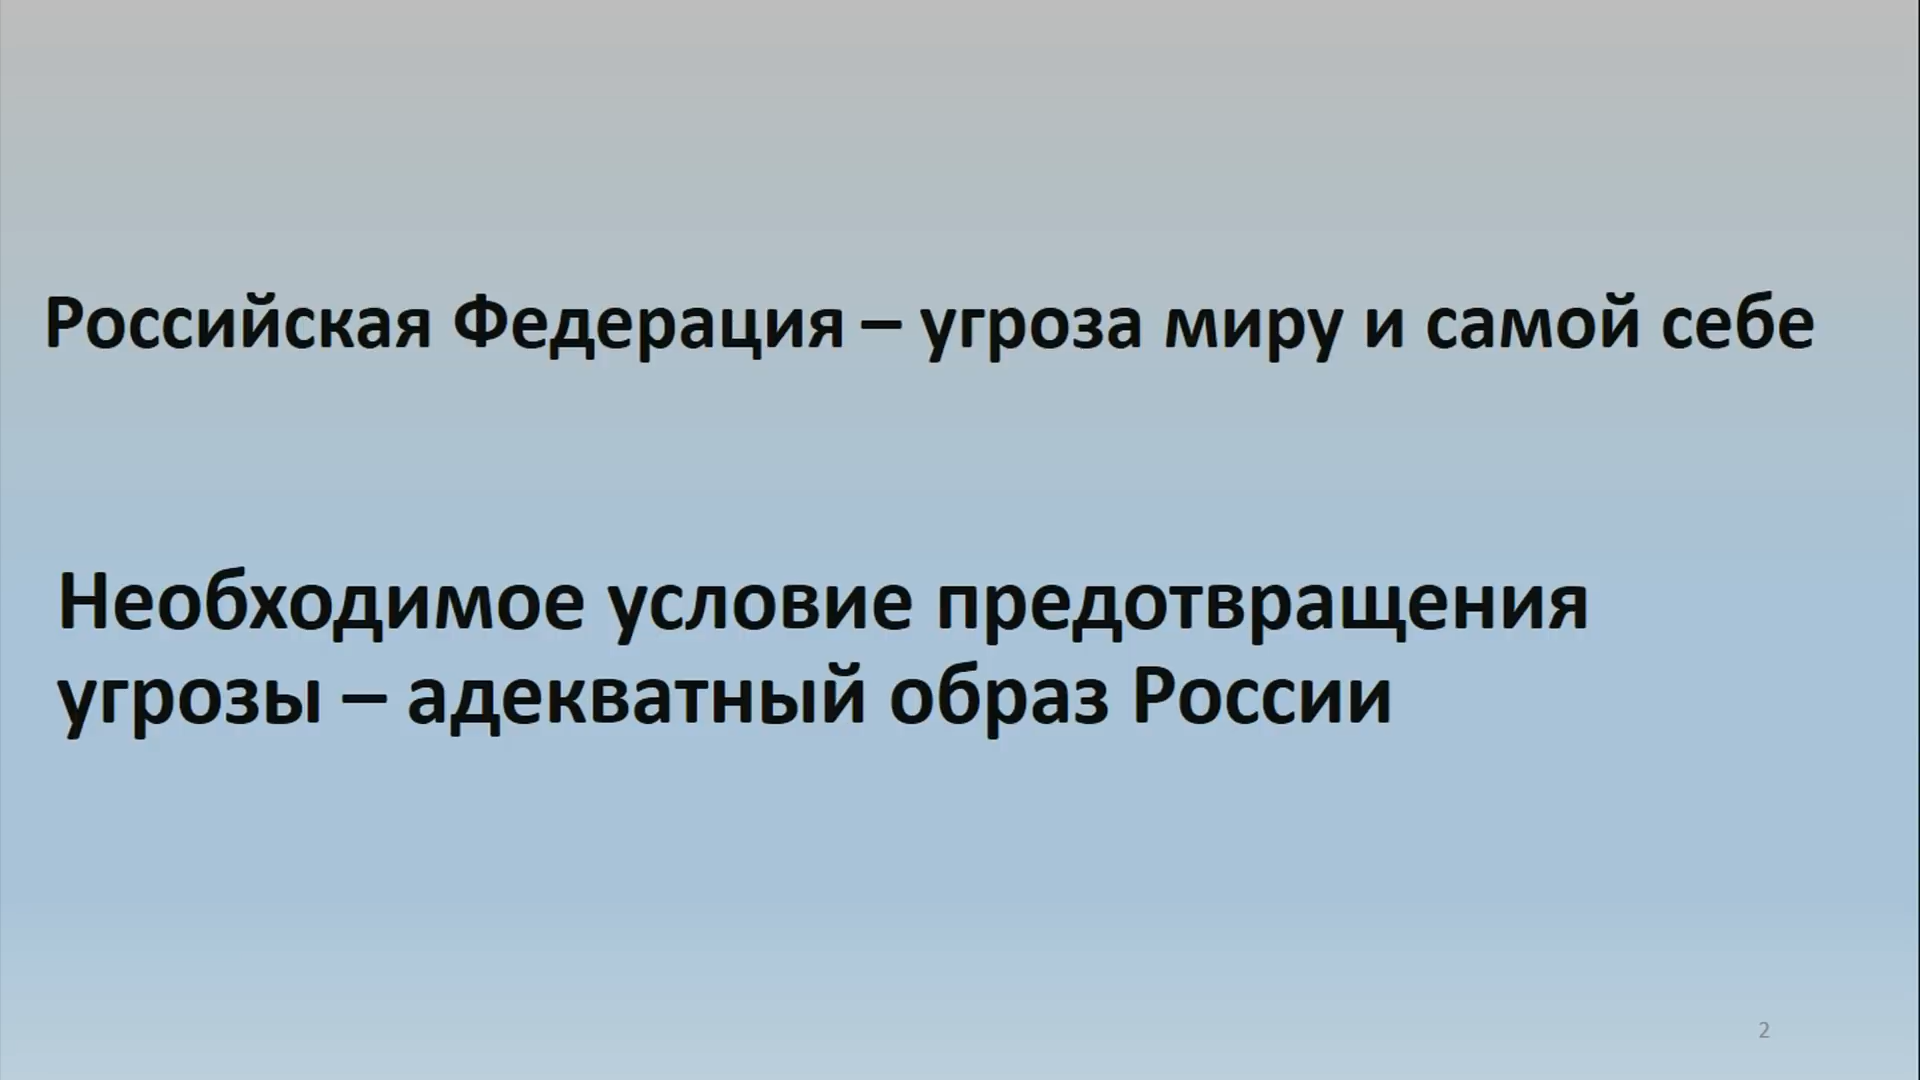 Российская Федерация – угроза миру и самой себе
Необходимое условие предотвращения
угрозы – адекватный образ России
2